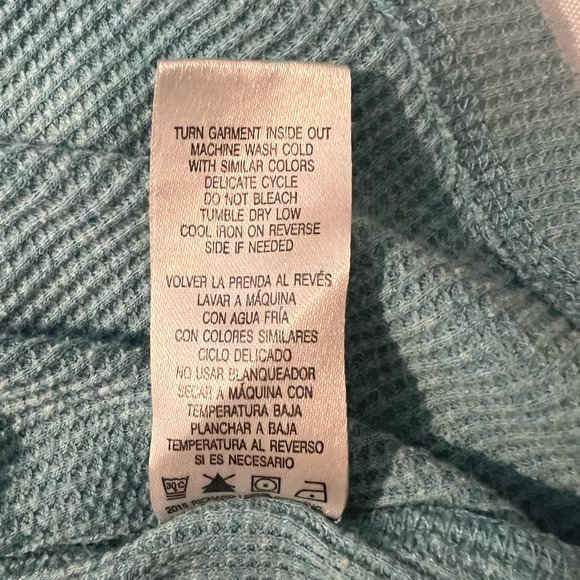 TURN GARMENT INSIDE OUT
MACHINE WASH COLD
WITH SIMILAR COLORS
DELICATE CYCLE
DO NOT BLEACH
TUMBLE DRY LOW
COOL IRON ON REVERSE
SIDE IF NEEDED
VOLVER LA PRENDA AL REVÉS
LAVAR A MÁQUINA
CON AGUA FRÍA
CON COLORES SIMILARES
CICLO DELICADO
NO USAR BLANQUEADOR
SECAR A MÁQUINA CON
TEMPERATURA BAJA
PLANCHAR A BAJA
TEMPERATURA AL REVERSO
SI ES NECESARIO
30°C
2015